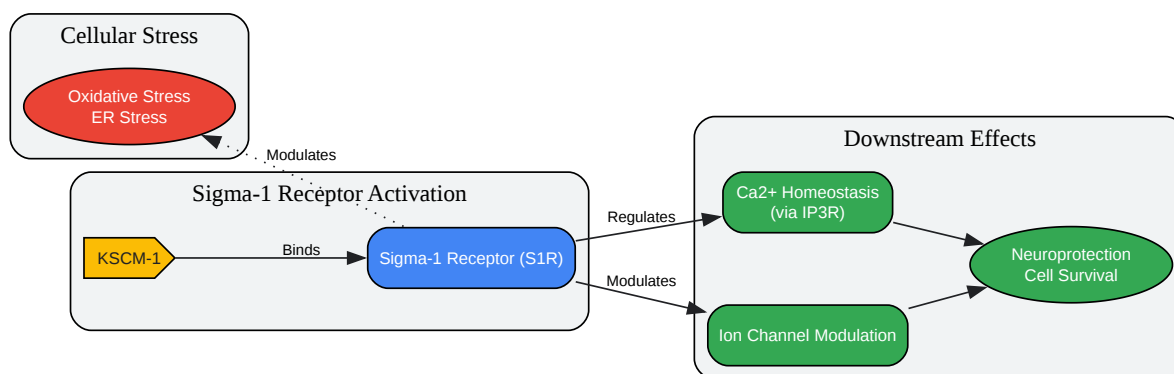 Cellular Stress
Oxidative Stress
ER Stress
Modulates
Sigma-1 Receptor Activation
KSCM-1
Binds
Sigma-1 Receptor (S1R)
Regulates
Modulates
Downstream Effects
Ca2+ Homeostasis
(via IP3R)
Ion Channel Modulation
Neuroprotection
Cell Survival